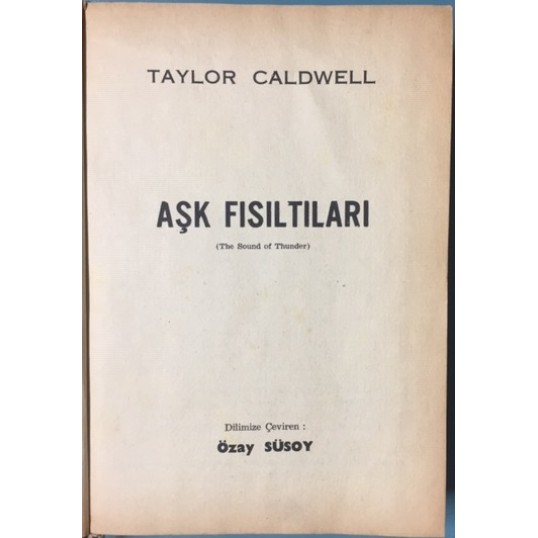 TAYLOR CALDWELL
AŞK FISILTILARI
(The Sound of Thunder)
Dilimize Çeviren :
Özay SÜSOY